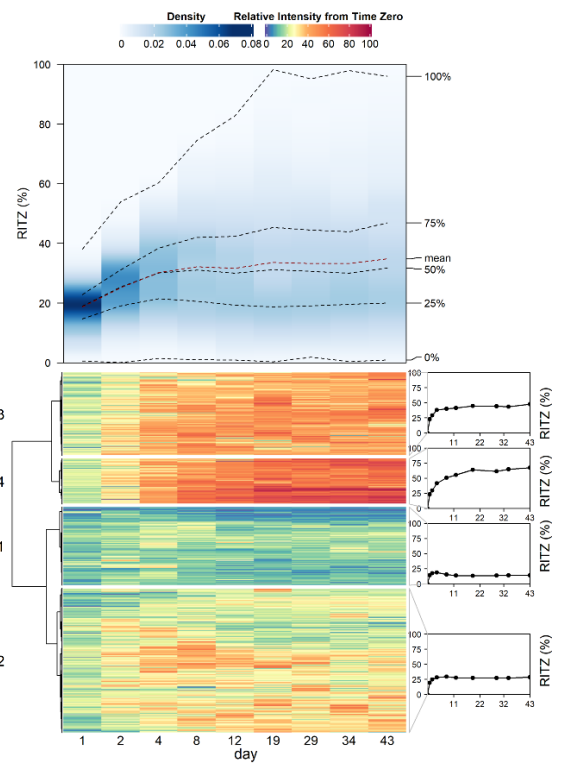 Density Relative Intensity from Time Zero
0 0.02 0.04 0.06 0.08 0 20 40 60 80 100
100
100%
80
60
RITZ (%)
75%
40
mean
50%
20
25%
0
0%
3
100
75
50
25
0
11 22 32 43
RITZ (%)
4
100
75
50
25
0
11 22 32 43
RITZ (%)
1
100
75
50
25
0
11 22 32 43
RITZ (%)
2
100
75
50
25
0
11 22 32 43
RITZ (%)
1 2 4 8 12 19 29 34 43
day